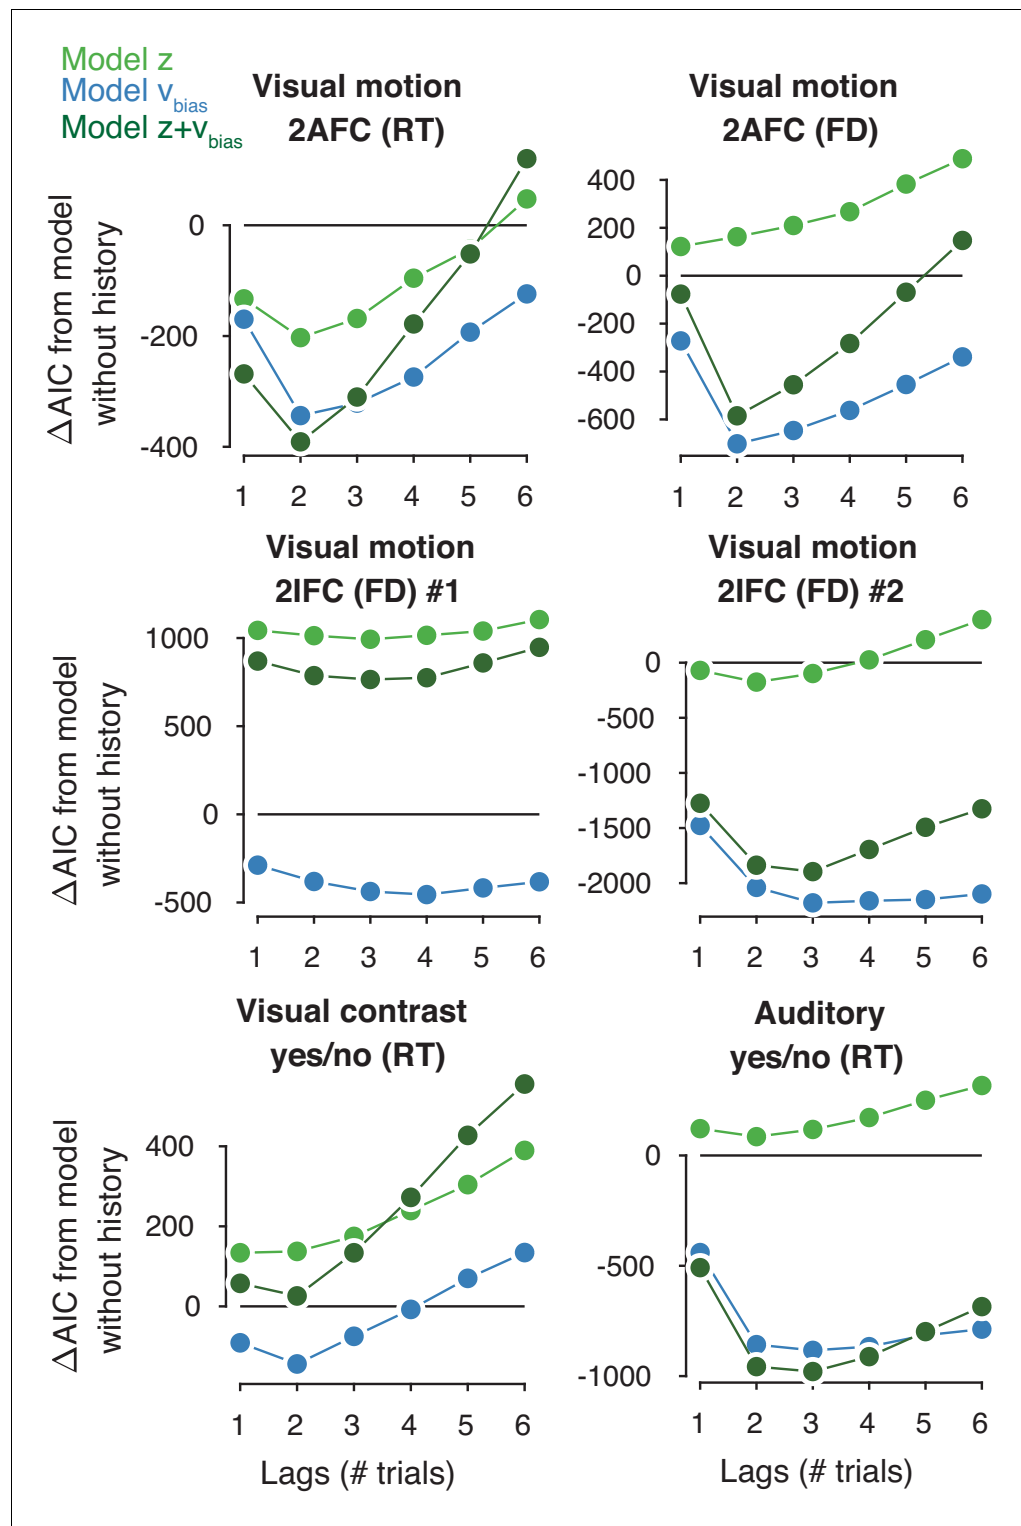 Model z
Model vbias
Model z+vbias
Visual motion
2AFC (RT)
ΔAIC from model
without history
0
-200
-400
1 2 3 4 5 6
Visual motion
2AFC (FD)
400
200
0
-200
-400
-600
1 2 3 4 5 6
Visual motion
2IFC (FD) #1
ΔAIC from model
without history
1000
500
0
-500
1 2 3 4 5 6
Visual motion
2IFC (FD) #2
0
-500
-1000
-1500
-2000
1 2 3 4 5 6
Visual contrast
yes/no (RT)
ΔAIC from model
without history
400
200
0
1 2 3 4 5 6
Lags (# trials)
Auditory
yes/no (RT)
0
-500
-1000
1 2 3 4 5 6
Lags (# trials)